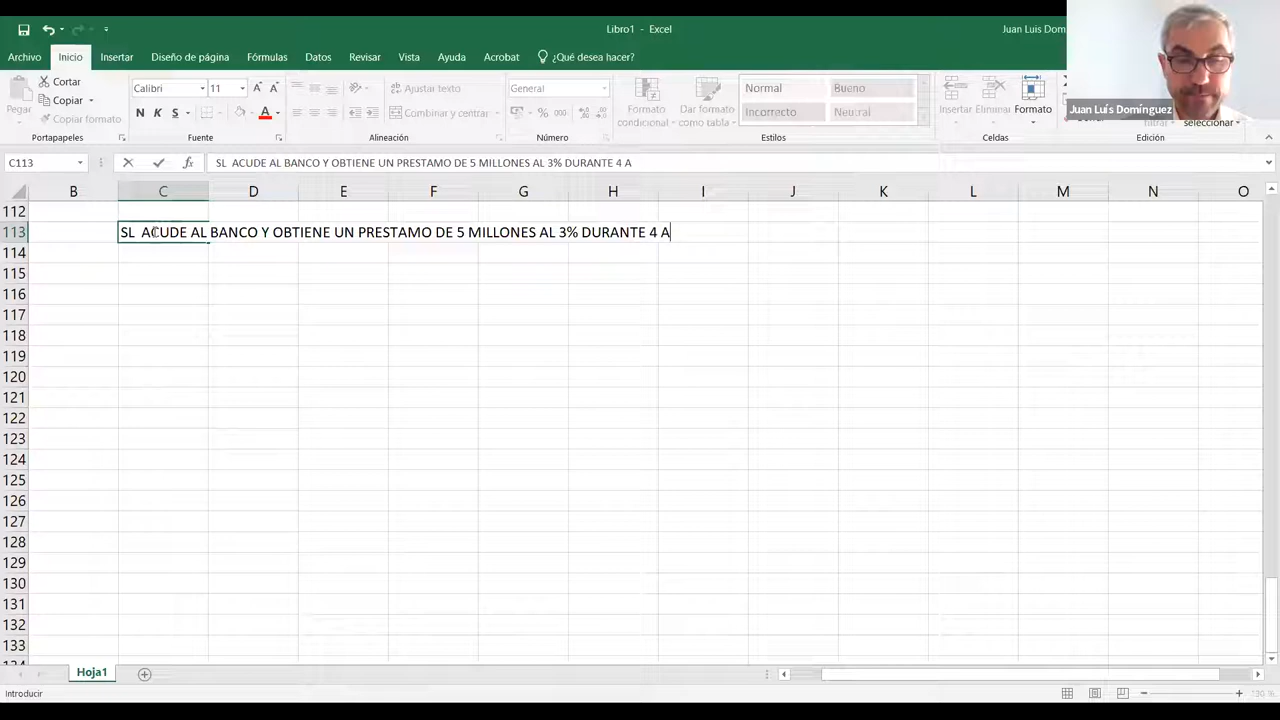 Libro1 - Excel
Juan Luis Dom
Archivo Inicio Insertar Diseño de página Fórmulas Datos Revisar Vista Ayuda Acrobat ¿Qué desea hacer?
Pegar
Cortar
Copiar
Copiar formato
Portapapeles
Calibri 11
N K S
Fuente
Ajustar texto
Combinar y centrar
Alineación
General
% 000
Número
Formato condicional
Dar formato como tabla
Normal Bueno
Incorrecto Neutral
Estilos
Insertar Eliminar Formato
Celdas
Juan Luís Domínguez
seleccionar
Edición
C113 fx SL  ACUDE AL BANCO Y OBTIENE UN PRESTAMO DE 5 MILLONES AL 3% DURANTE 4 A
B C D E F G H I J K L M N O
112
113 SL  ACUDE AL BANCO Y OBTIENE UN PRESTAMO DE 5 MILLONES AL 3% DURANTE 4 A
114
115
116
117
118
119
120
121
122
123
124
125
126
127
128
129
130
131
132
133
Hoja1
Introducir